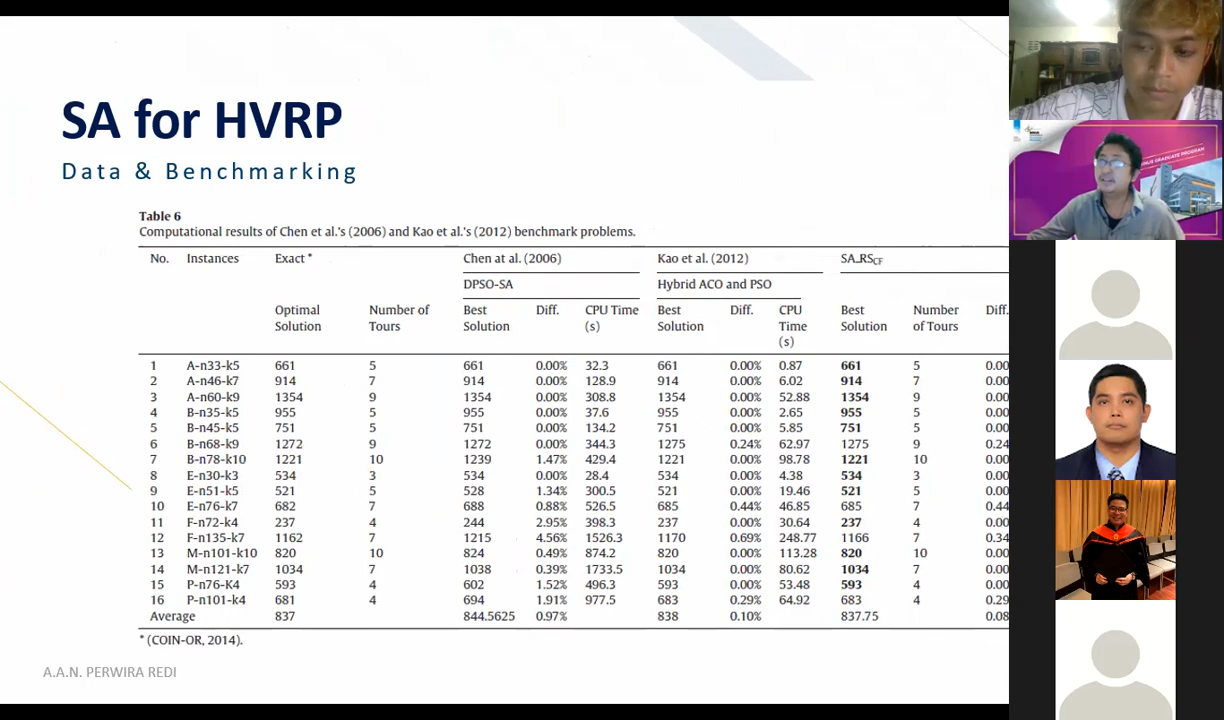 SA for HVRP
Data & Benchmarking
Table 6
Computational results of Chen et al.'s (2006) and Kao et al.'s (2012) benchmark problems.
No. Instances Exact * Chen at al. (2006) Kao et al. (2012) SA_RSCF
DPSO-SA Hybrid ACO and PSO
Optimal Number of Best Diff. CPU Time Best Diff. CPU Best Number Diff.
Solution Tours Solution (s) Solution Time Solution of Tours
(s)
1 A-n33-k5 661 5 661 0.00% 32.3 661 0.00% 0.87 661 5 0.00
2 A-n46-k7 914 7 914 0.00% 128.9 914 0.00% 6.02 914 7 0.00
3 A-n60-k9 1354 9 1354 0.00% 308.8 1354 0.00% 52.88 1354 9 0.00
4 B-n35-k5 955 5 955 0.00% 37.6 955 0.00% 2.65 955 5 0.00
5 B-n45-k5 751 5 751 0.00% 134.2 751 0.00% 5.85 751 5 0.00
6 B-n68-k9 1272 9 1272 0.00% 344.3 1275 0.24% 62.97 1275 9 0.24
7 B-n78-k10 1221 10 1239 1.47% 429.4 1221 0.00% 98.78 1221 10 0.00
8 E-n30-k3 534 3 534 0.00% 28.4 534 0.00% 4.38 534 3 0.00
9 E-n51-k5 521 5 528 1.34% 300.5 521 0.00% 19.46 521 5 0.00
10 E-n76-k7 682 7 688 0.88% 526.5 685 0.44% 46.85 685 7 0.44
11 F-n72-k4 237 4 244 2.95% 398.3 237 0.00% 30.64 237 4 0.00
12 F-n135-k7 1162 7 1215 4.56% 1526.3 1170 0.69% 248.77 1166 7 0.34
13 M-n101-k10 820 10 824 0.49% 874.2 820 0.00% 113.28 820 10 0.00
14 M-n121-k7 1034 7 1038 0.39% 1733.5 1034 0.00% 80.62 1034 7 0.00
15 P-n76-K4 593 4 602 1.52% 496.3 593 0.00% 53.48 593 4 0.00
16 P-n101-k4 681 4 694 1.91% 977.5 683 0.29% 64.92 683 4 0.29
Average 837 844.5625 0.97% 838 0.10% 837.75 0.08
* (COIN-OR, 2014).
A.A.N. PERWIRA REDI
GRADUATE PROGRAM